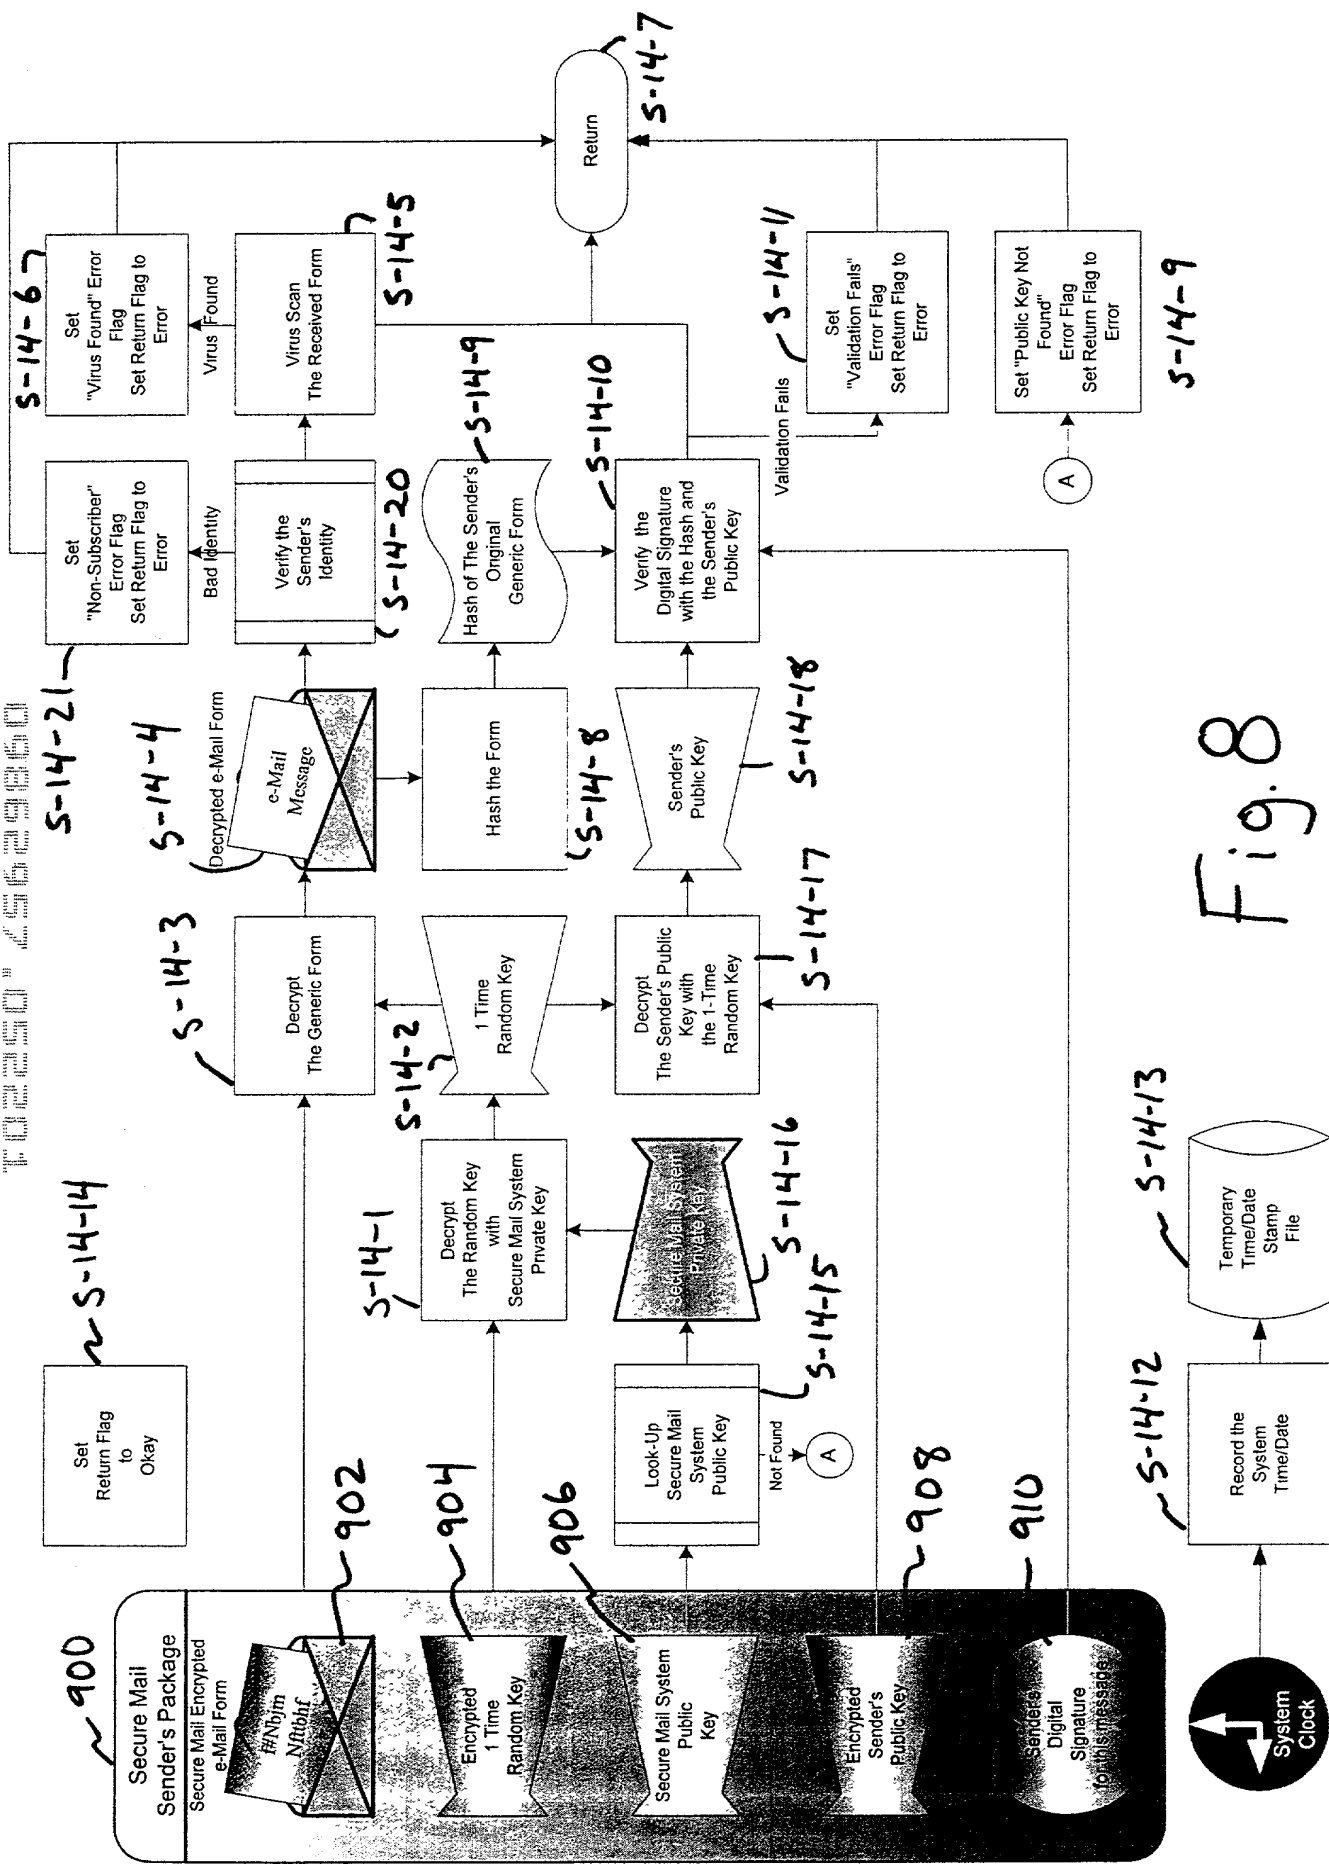 S-14-21
S-14-6
Set
"Non-Subscriber"
Error Flag
Set Return Flag to
Error
Set
"Virus Found" Error
Flag
Set Return Flag to
Error
S-14-14
Set
Return Flag
to
Okay
Bad Identity
Virus Found
900
Secure Mail
Sender's Package
Secure Mail Encrypted
e-Mail Form
f#Nbjm
Nfttbhf
902
S-14-3
Decrypt
The Generic Form
S-14-4
Decrypted e-Mail Form
e-Mail
Message
Verify the
Sender's
Identity
S-14-20
Virus Scan
The Received Form
S-14-5
Encrypted
1 Time
Random Key
904
S-14-1
Decrypt
The Random Key
with
Secure Mail System
Private Key
S-14-2
1 Time
Random Key
Hash the Form
S-14-8
Hash of The Sender's
Original
Generic Form
S-14-9
Return
S-14-7
Secure Mail System
Public
Key
906
Look-Up
Secure Mail
System
Public Key
S-14-15
Not Found
A
Secure Mail System
Private Key
S-14-16
Decrypt
The Sender's Public
Key with
the 1-Time
Random Key
S-14-17
Sender's
Public Key
S-14-18
Verify the
Digital Signature
with the Hash and
the Sender's
Public Key
S-14-10
Validation Fails
Set
"Validation Fails"
Error Flag
Set Return Flag to
Error
S-14-11
Encrypted
Sender's
Public Key
908
Senders
Digital
Signature
for this message
910
A
Set "Public Key Not
Found"
Error Flag
Set Return Flag to
Error
S-14-9
System
Clock
Record the
System
Time/Date
S-14-12
Temporary
Time/Date
Stamp
File
S-14-13
Fig. 8